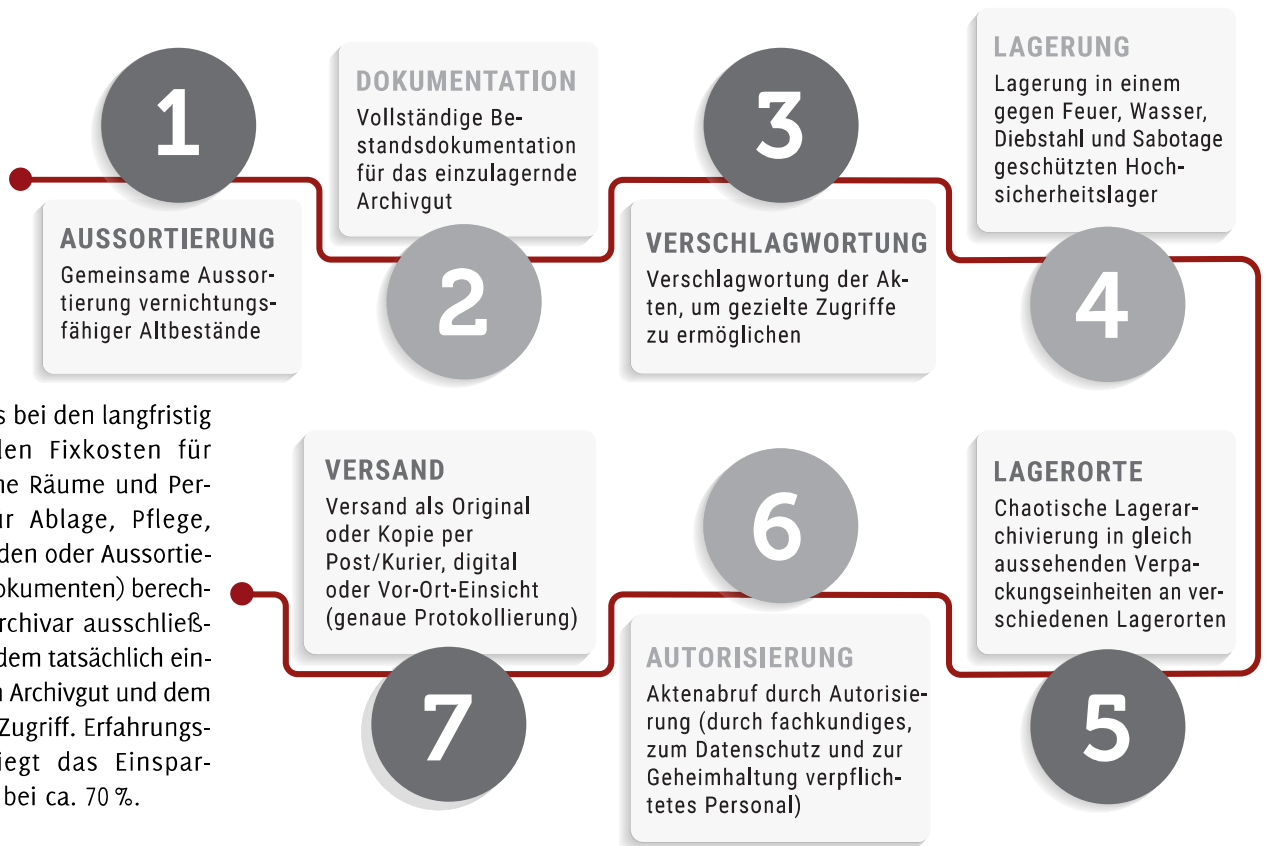 1
AUSSORTIERUNG
Gemeinsame Aussor-
tierung vernichtungs-
fähiger Altbestände
DOKUMENTATION
Vollständige Be-
standsdokumentation
für das einzulagernde
Archivgut
2
3
VERSCHLAGWORTUNG
Verschlagwortung der Ak-
ten, um gezielte Zugriffe
zu ermöglichen
LAGERUNG
Lagerung in einem
gegen Feuer, Wasser,
Diebstahl und Sabotage
geschützten Hoch-
sicherheitslager
4
LAGERORTE
Chaotische Lagerar-
chivierung in gleich
aussehenden Verpa-
ckungseinheiten an ver-
schiedenen Lagerorten
5
6
AUTORISIERUNG
Aktenabruf durch Autorisie-
rung (durch fachkundiges,
zum Datenschutz und zur
Geheimhaltung verpflich-
tetes Personal)
VERSAND
Versand als Original
oder Kopie per
Post/Kurier, digital
oder Vor-Ort-Einsicht
(genaue Protokollierung)
7
s bei den langfristig
den Fixkosten für
ne Räume und Per-
ur Ablage, Pflege,
den oder Aussortie-
okumenten) berech-
rchivar ausschließ-
dem tatsächlich ein-
n Archivgut und dem
Zugriff. Erfahrungs-
iegt das Einspar-
bei ca. 70 %.